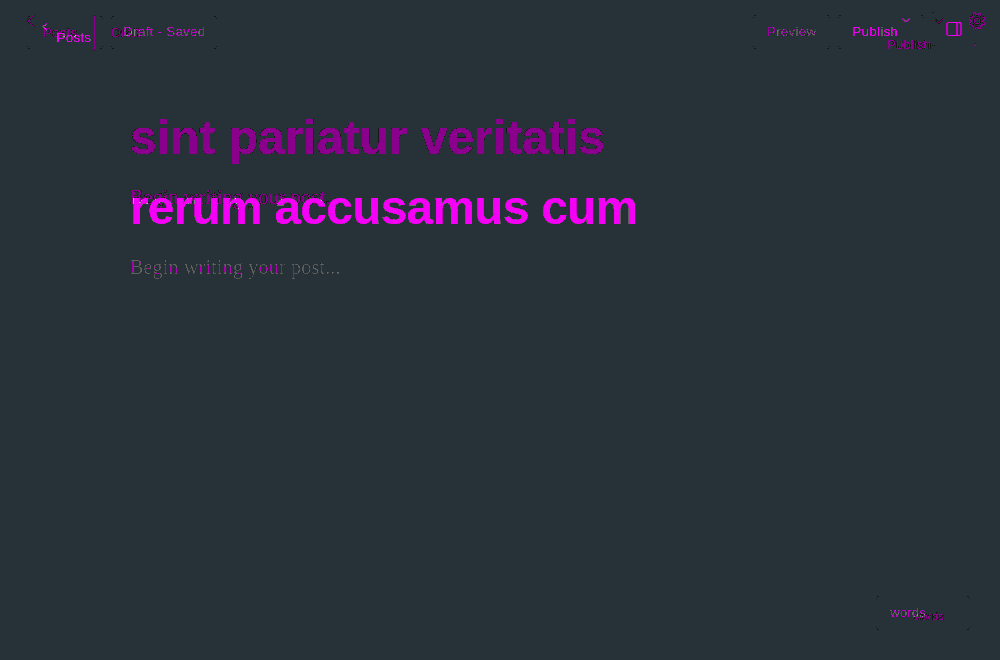 Posts
Draft - Saved
Preview
Publish
Publish
sint pariatur veritatis
Begin writing your post...
rerum accusamus cum
Begin writing your post...
words